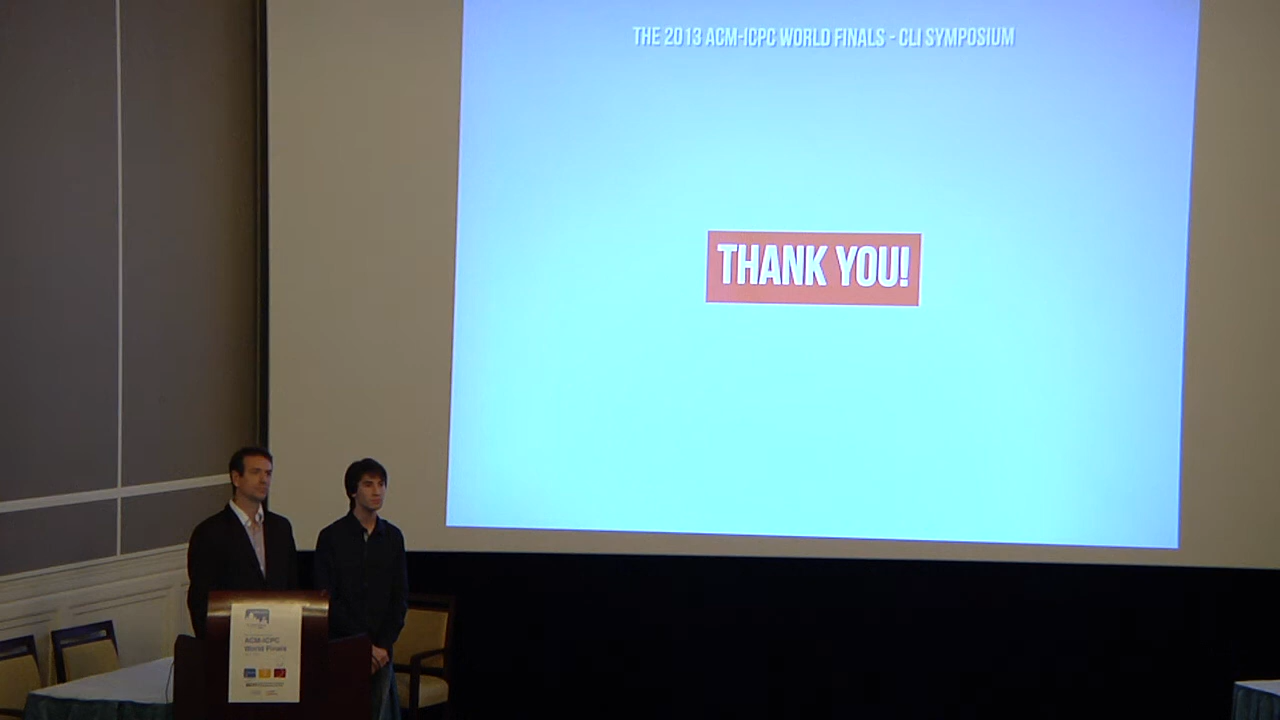 THE 2013 ACM-ICPC WORLD FINALS - CLI SYMPOSIUM
THANK YOU!
ACM-ICPC
World Finals